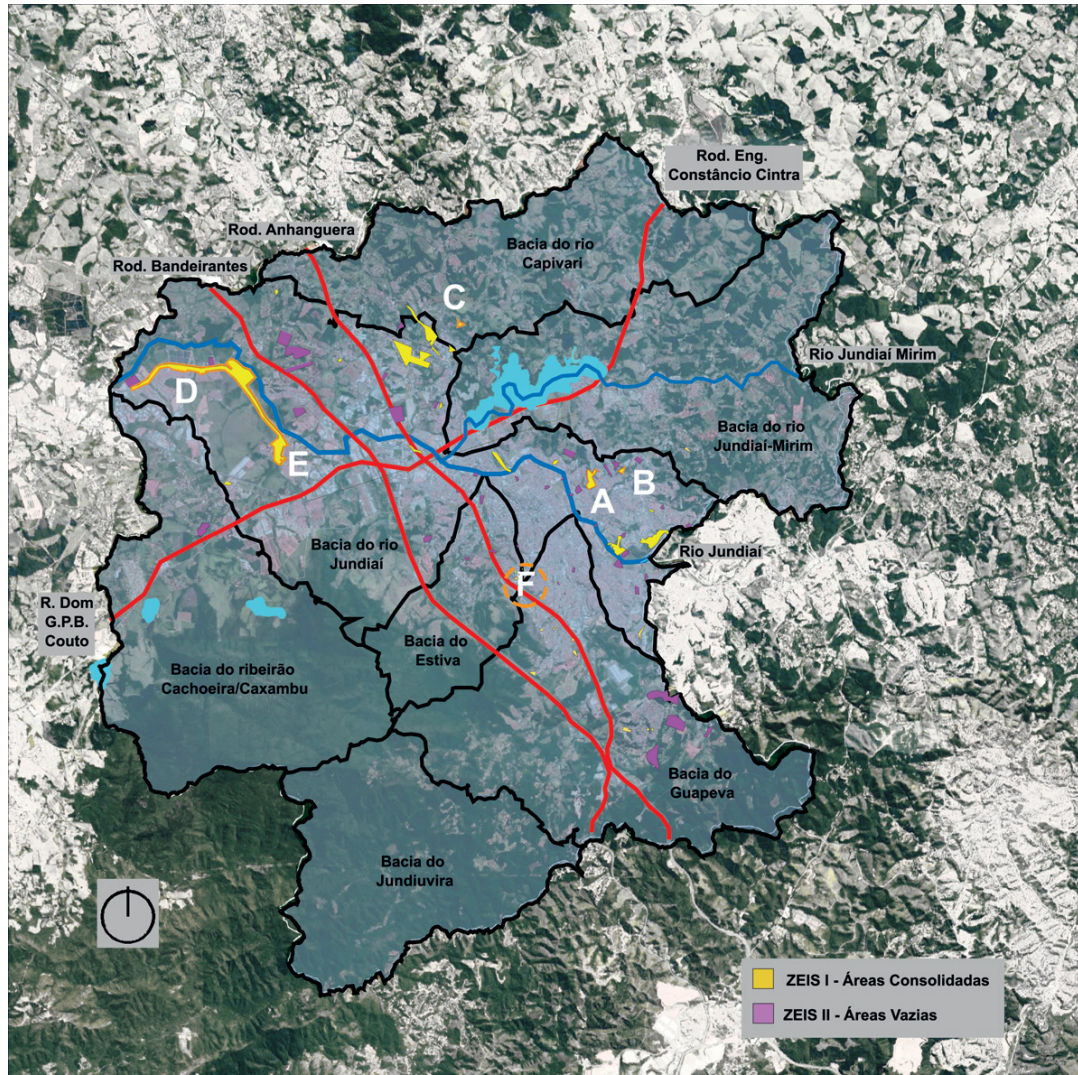 Rod. Eng.
Constâncio Cintra
Rod. Anhanguera
Bacia do rio
Capivari
Rod. Bandeirantes
C
Rio Jundiaí Mirim
D
Bacia do rio
Jundiaí-Mirim
E
B
A
Bacia do rio
Jundiaí
Rio Jundiaí
F
R. Dom
G.P.B.
Couto
Bacia do
Estiva
Bacia do ribeirão
Cachoeira/Caxambu
Bacia do
Guapeva
Bacia do
Jundiuvira
ZEIS I - Áreas Consolidadas
ZEIS II - Áreas Vazias